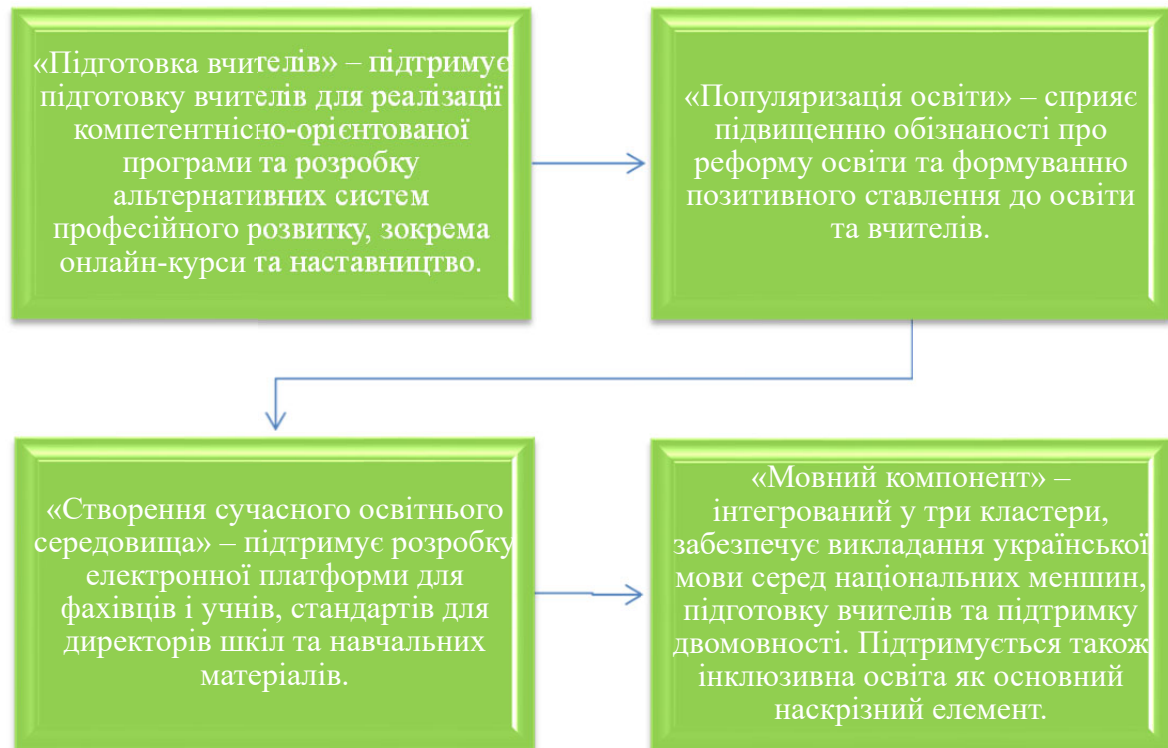 «Підготовка вчителів» – підтримує
підготовку вчителів для реалізації
компетентнісно-орієнтованої
програми та розробку
альтернативних систем
професійного розвитку, зокрема
онлайн-курси та наставництво.
«Популяризація освіти» – сприяє
підвищенню обізнаності про
реформу освіти та формуванню
позитивного ставлення до освіти
та вчителів.
«Створення сучасного освітнього
середовища» – підтримує розробку
електронної платформи для
фахівців і учнів, стандартів для
директорів шкіл та навчальних
матеріалів.
«Мовний компонент» –
інтегрований у три кластери,
забезпечує викладання української
мови серед національних меншин,
підготовку вчителів та підтримку
двомовності. Підтримується також
інклюзивна освіта як основний
наскрізний елемент.